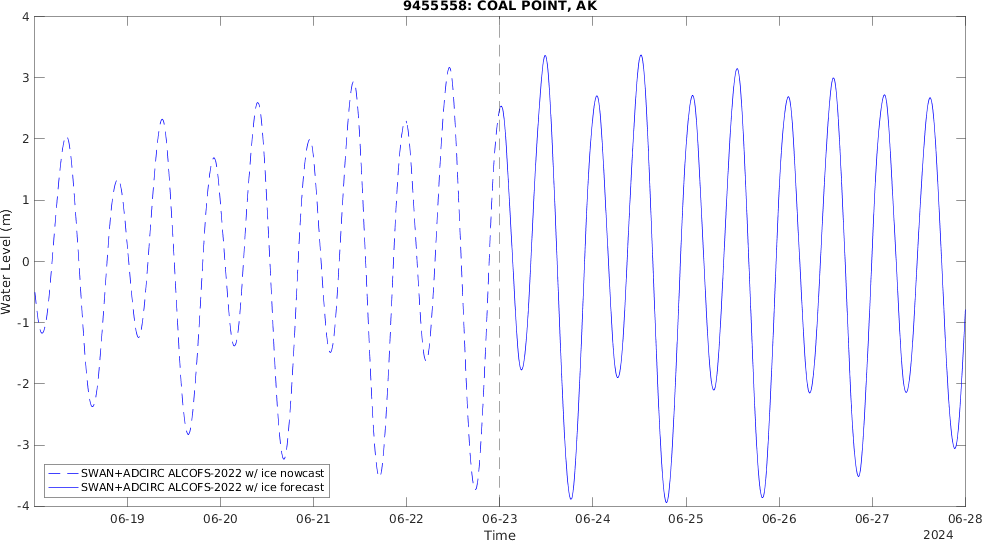 9455558: COAL POINT, AK
4
3
2
1
0
-1
-2
-3
-4
Water Level (m)
SWAN+ADCIRC ALCOFS-2022 w/ ice nowcast
SWAN+ADCIRC ALCOFS-2022 w/ ice forecast
06-19 06-20 06-21 06-22 06-23 06-24 06-25 06-26 06-27 06-28
Time
2024